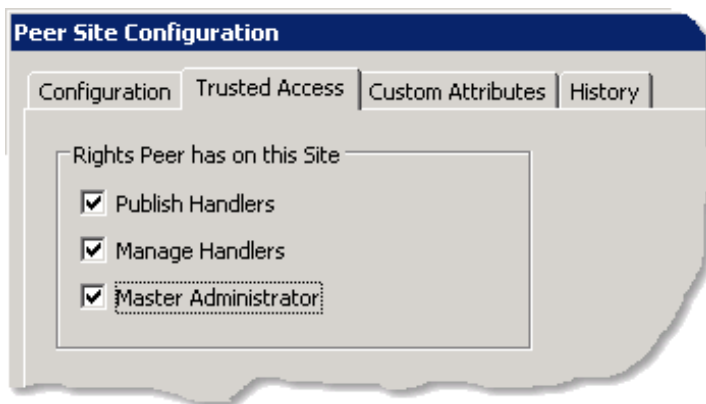 Peer Site Configuration
Configuration Trusted Access Custom Attributes History
Rights Peer has on this Site
Publish Handlers
Manage Handlers
Master Administrator